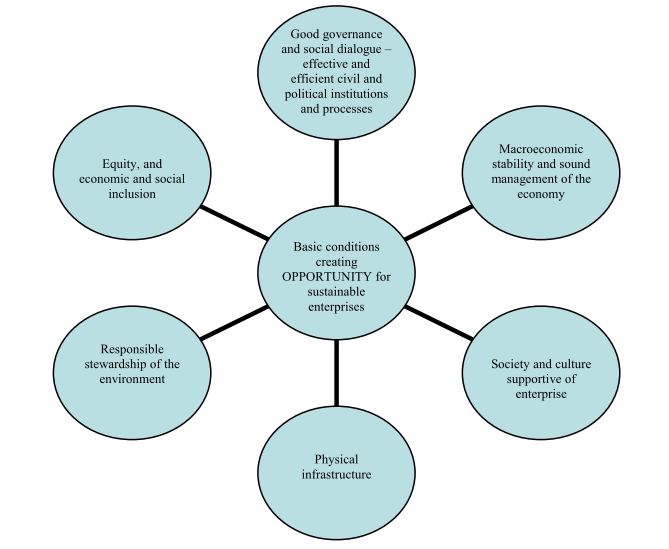 Good governance
and social dialogue –
effective and
efficient civil and
political institutions
and processes
Equity, and
economic and social
inclusion
Macroeconomic
stability and sound
management of the
economy
Basic conditions
creating
OPPORTUNITY for
sustainable
enterprises
Responsible
stewardship of the
environment
Society and culture
supportive of
enterprise
Physical
infrastructure